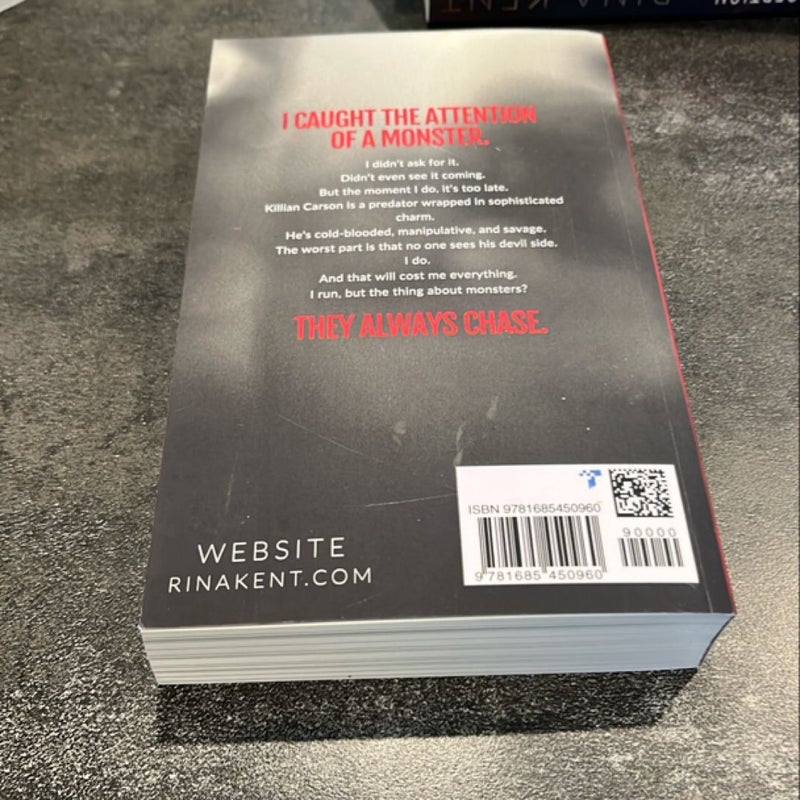 RINA KENT
I CAUGHT THE ATTENTION
OF A MONSTER.
I didn't ask for it.
Didn't even see it coming.
But the moment I do, it's too late.
Killian Carson is a predator wrapped in sophisticated
charm.
He's cold-blooded, manipulative, and savage.
The worst part is that no one sees his devil side.
I do.
And that will cost me everything.
I run, but the thing about monsters?
THEY ALWAYS CHASE.
ISBN 9781685450960
90000
9 781685 450960
WEBSITE
RINAKENT.COM